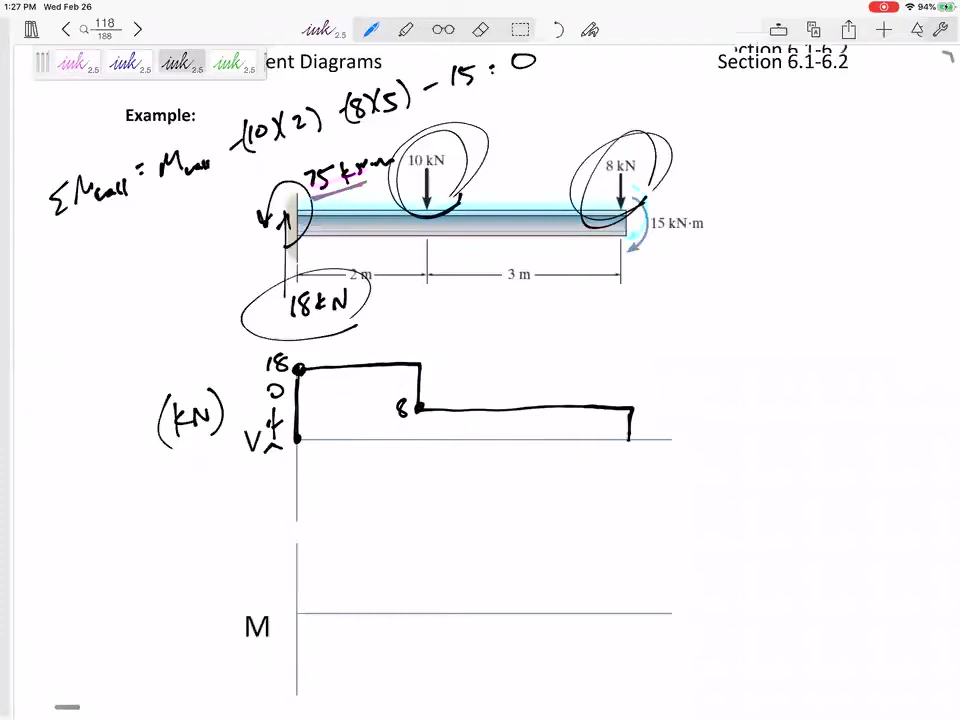 1:27 PM Wed Feb 26
94%
118
188
ink 2.5
ink 2.5 ink 2.5 ink 2.5 ink 2.5
ent Diagrams
Section 6.1-6.2
Example:
ΣMwall = Mwall -(10)(2) -(8)(5) - 15 = 0
75 kN·m
10 kN
8 kN
15 kN·m
2 m
3 m
18 kN
18
8
(kN)
V
M